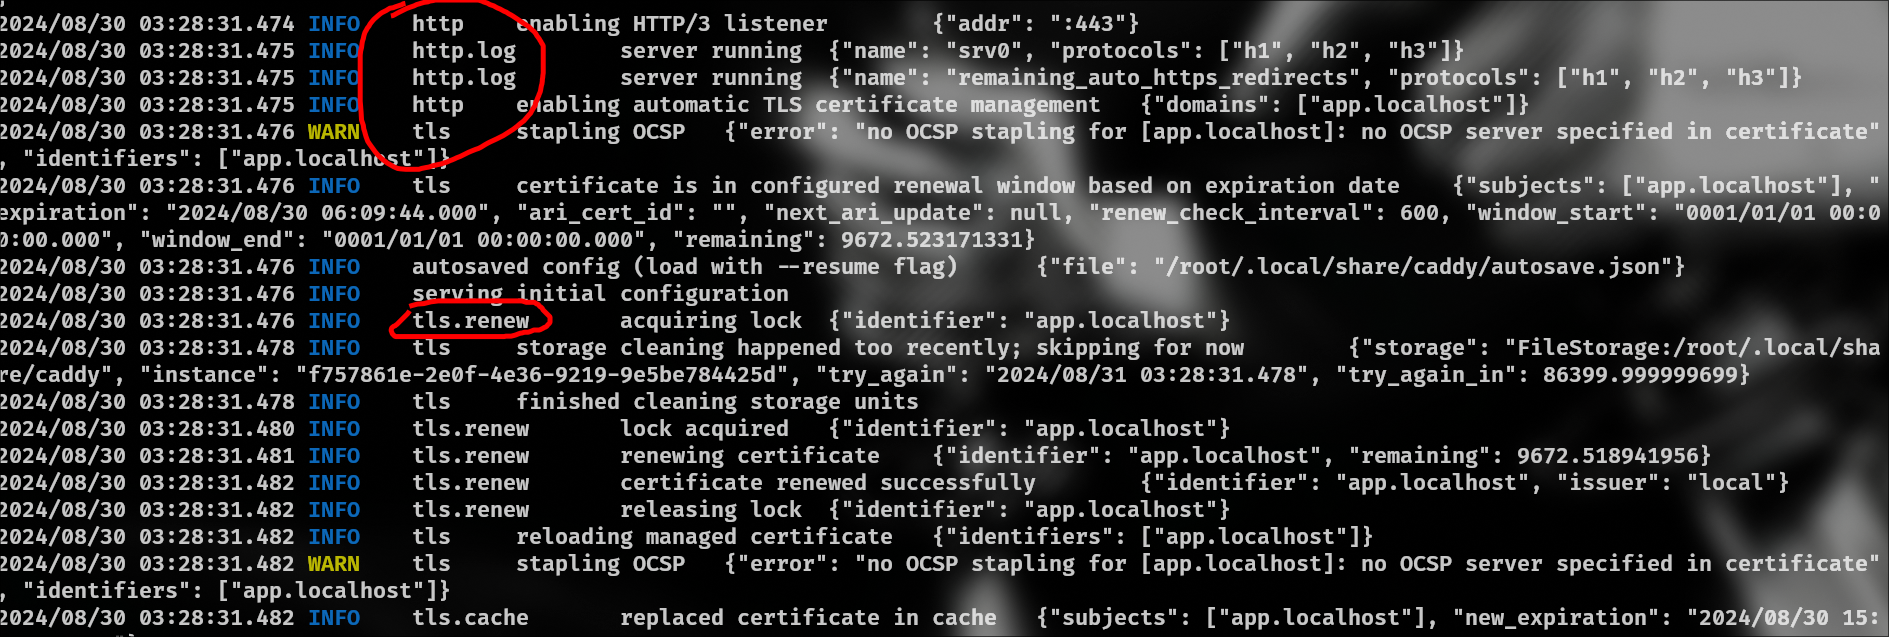 2024/08/30 03:28:31.474 INFO http enabling HTTP/3 listener {"addr": ":443"}
2024/08/30 03:28:31.475 INFO http.log server running {"name": "srv0", "protocols": ["h1", "h2", "h3"]}
2024/08/30 03:28:31.475 INFO http.log server running {"name": "remaining_auto_https_redirects", "protocols": ["h1", "h2", "h3"]}
2024/08/30 03:28:31.475 INFO http enabling automatic TLS certificate management {"domains": ["app.localhost"]}
2024/08/30 03:28:31.476 WARN tls stapling OCSP {"error": "no OCSP stapling for [app.localhost]: no OCSP server specified in certificate"
, "identifiers": ["app.localhost"]}
2024/08/30 03:28:31.476 INFO tls certificate is in configured renewal window based on expiration date {"subjects": ["app.localhost"], "
expiration": "2024/08/30 06:09:44.000", "ari_cert_id": "", "next_ari_update": null, "renew_check_interval": 600, "window_start": "0001/01/01 00:0
0:00.000", "window_end": "0001/01/01 00:00:00.000", "remaining": 9672.523171331}
2024/08/30 03:28:31.476 INFO autosaved config (load with --resume flag) {"file": "/root/.local/share/caddy/autosave.json"}
2024/08/30 03:28:31.476 INFO serving initial configuration
2024/08/30 03:28:31.476 INFO tls.renew acquiring lock {"identifier": "app.localhost"}
2024/08/30 03:28:31.478 INFO tls storage cleaning happened too recently; skipping for now {"storage": "FileStorage:/root/.local/sha
re/caddy", "instance": "f757861e-2e0f-4e36-9219-9e5be784425d", "try_again": "2024/08/31 03:28:31.478", "try_again_in": 86399.999999699}
2024/08/30 03:28:31.478 INFO tls finished cleaning storage units
2024/08/30 03:28:31.480 INFO tls.renew lock acquired {"identifier": "app.localhost"}
2024/08/30 03:28:31.481 INFO tls.renew renewing certificate {"identifier": "app.localhost", "remaining": 9672.518941956}
2024/08/30 03:28:31.482 INFO tls.renew certificate renewed successfully {"identifier": "app.localhost", "issuer": "local"}
2024/08/30 03:28:31.482 INFO tls.renew releasing lock {"identifier": "app.localhost"}
2024/08/30 03:28:31.482 INFO tls reloading managed certificate {"identifiers": ["app.localhost"]}
2024/08/30 03:28:31.482 WARN tls stapling OCSP {"error": "no OCSP stapling for [app.localhost]: no OCSP server specified in certificate"
, "identifiers": ["app.localhost"]}
2024/08/30 03:28:31.482 INFO tls.cache replaced certificate in cache {"subjects": ["app.localhost"], "new_expiration": "2024/08/30 15: